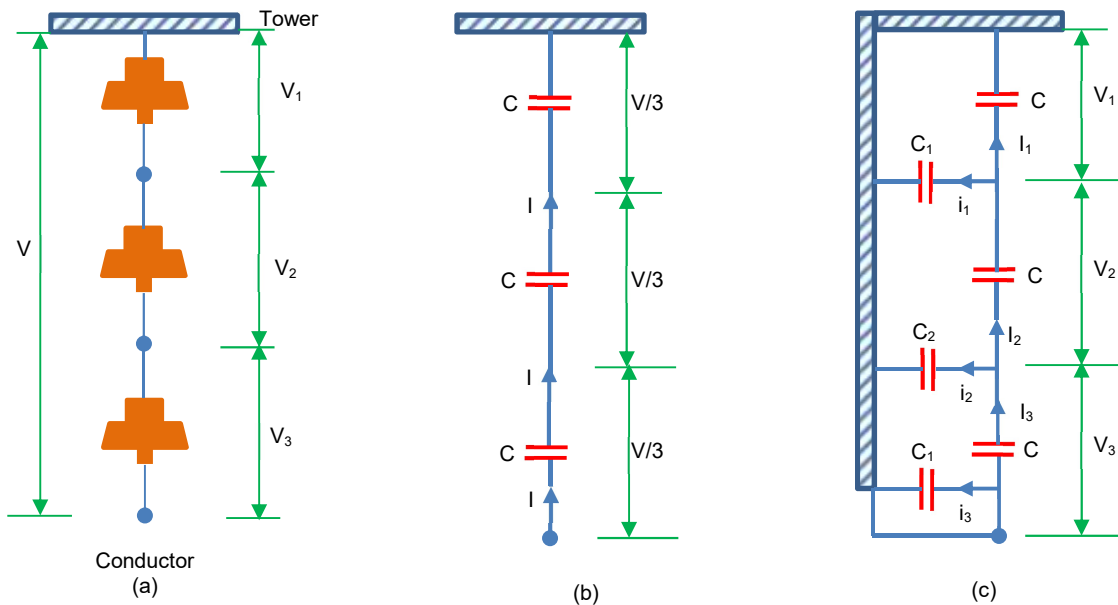 Tower
V
V₁
V₂
V₃
Conductor
(a)
C
V/3
I
C
V/3
I
C
V/3
I
(b)
C
V₁
C₁
I₁
i₁
C
V₂
C₂
I₂
i₂
I₃
V₃
C₁
C
i₃
(c)